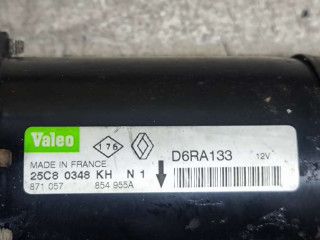 Valeo 176 D6RA133 12V
MADE IN FRANCE
25C8 0348 KH N 1
871 057 854 955A